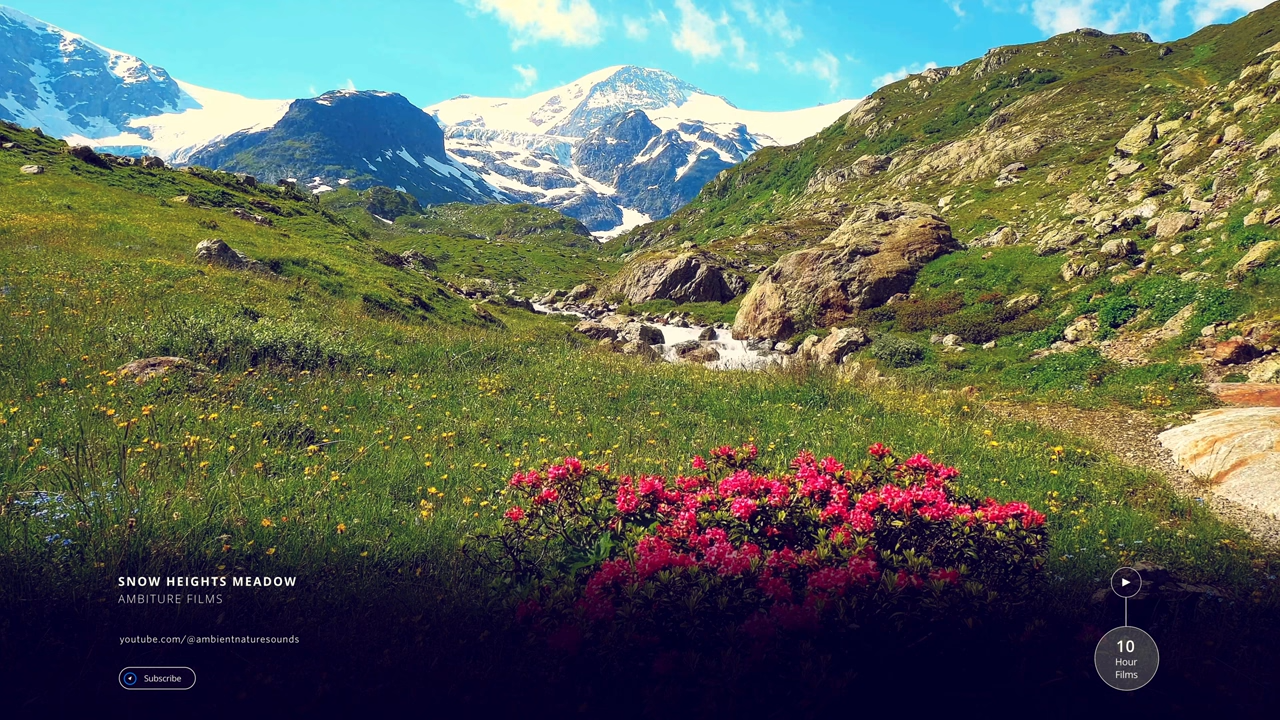 SNOW HEIGHTS MEADOW
AMBITURE FILMS
youtube.com/@ambientnaturesounds
Subscribe
10
Hour
Films